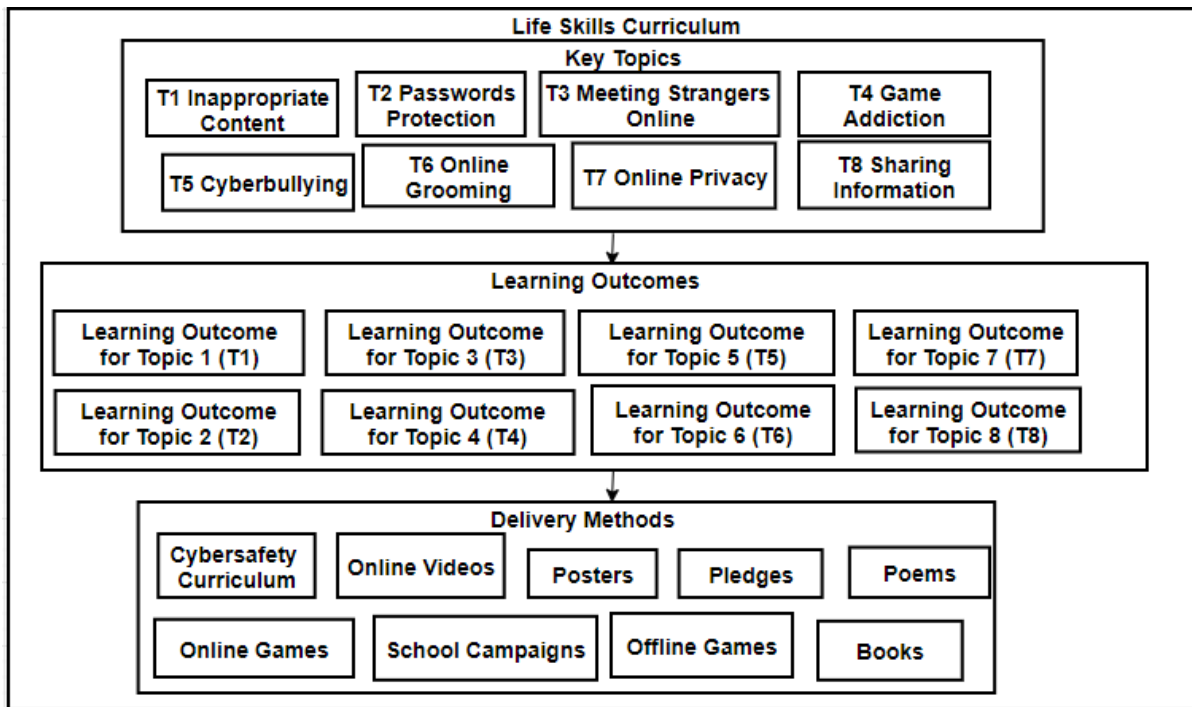 Life Skills Curriculum
Key Topics
T1 Inappropriate
Content
T2 Passwords
Protection
T3 Meeting Strangers
Online
T4 Game
Addiction
T5 Cyberbullying
T6 Online
Grooming
T7 Online Privacy
T8 Sharing
Information
Learning Outcomes
Learning Outcome
for Topic 1 (T1)
Learning Outcome
for Topic 3 (T3)
Learning Outcome
for Topic 5 (T5)
Learning Outcome
for Topic 7 (T7)
Learning Outcome
for Topic 2 (T2)
Learning Outcome
for Topic 4 (T4)
Learning Outcome
for Topic 6 (T6)
Learning Outcome
for Topic 8 (T8)
Delivery Methods
Cybersafety
Curriculum
Online Videos
Posters
Pledges
Poems
Online Games
School Campaigns
Offline Games
Books